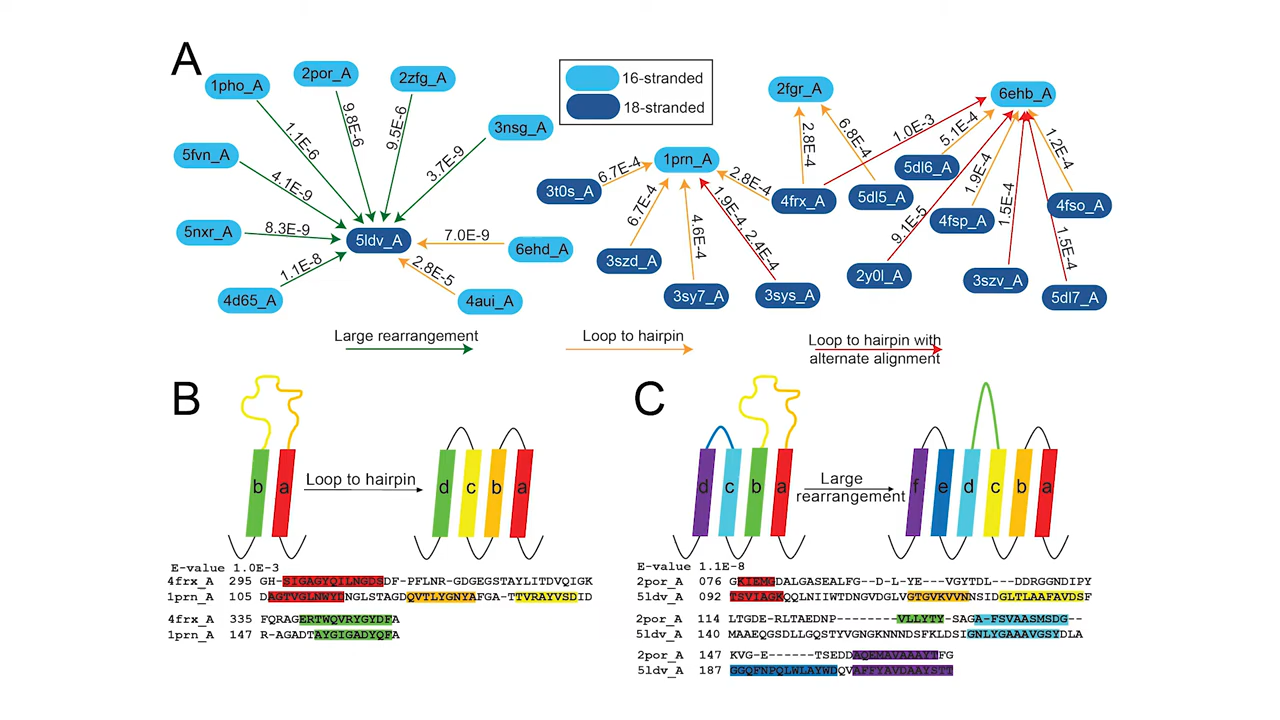 A
1pho_A
2por_A
2zfg_A
3nsg_A
5fvn_A
5nxr_A
4d65_A
5ldv_A
6ehd_A
4aui_A
1.1E-6
9.8E-6
9.5E-6
3.7E-9
4.1E-9
8.3E-9
1.1E-8
7.0E-9
2.8E-5
16-stranded
18-stranded
1prn_A
3t0s_A
3szd_A
3sy7_A
3sys_A
4frx_A
6.7E-4
6.7E-4
4.6E-4
1.9E-4, 2.4E-4
2.8E-4
2fgr_A
5dl5_A
2.8E-4
6.8E-4
6ehb_A
5dl6_A
4fsp_A
4fso_A
2y0l_A
3szv_A
5dl7_A
1.0E-3
5.1E-4
1.9E-4
1.2E-4
9.1E-5
1.5E-4
1.5E-4
Large rearrangement
Loop to hairpin
Loop to hairpin with
alternate alignment
B
b a
Loop to hairpin
d c b a
E-value 1.0E-3
4frx_A 295 GH-SIGAGYQILNGDSDF-PFLNR-GDGEGSTAYLITDVQIGK
1prn_A 105 DAGTVGLNWYDNGLSTAGDQVTLYGNYAFGA-TTVRAYVSDID
4frx_A 335 FQRAGERTWQVRYGYDFA
1prn_A 147 R-AGADTAYGIGADYQFA
C
d c b a
Large
rearrangement
f e d c b a
E-value 1.1E-8
2por_A 076 GKIEMGDALGASEALFG--D-L-YE---VGYTDL---DDRGGNDIPY
5ldv_A 092 TSVIAGKQQLNIIWTDNGVDGLVGTGVKVVNNSIDGLTLAAFAVDSF
2por_A 114 LTGDE-RLTAEDNP-------VLLYTY-SAGA-FSVAASMSDG--
5ldv_A 140 MAAEQGSDLLGQSTYVGNGKNNNDSFKLDSIGNLYGAAAVGSYDLA
2por_A 147 KVG-E------TSEDDAQEMAVAAAYTFG
5ldv_A 187 GGQFNPQLWLAYWDQVAFFYAVDAAYSTT